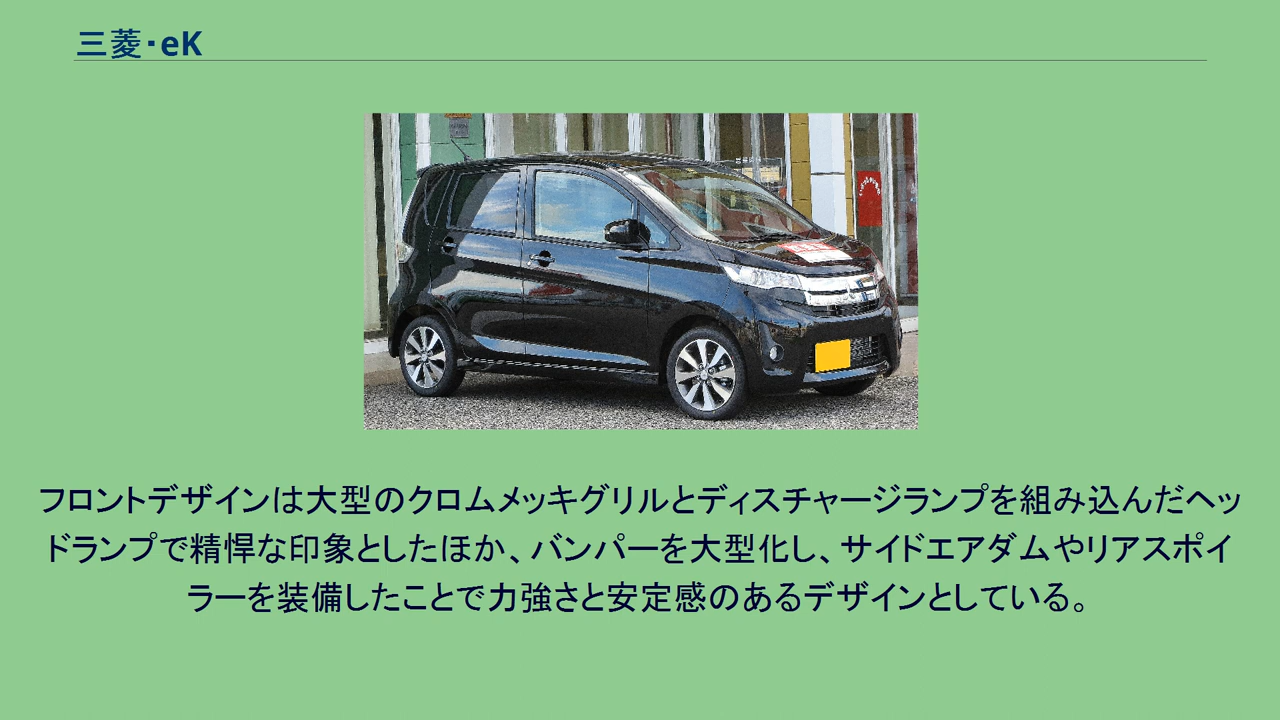 三菱・eK
フロントデザインは大型のクロムメッキグリルとディスチャージランプを組み込んだヘッ
ドランプで精悍な印象としたほか、バンパーを大型化し、サイドエアダムやリアスポイ
ラーを装備したことで力強さと安定感のあるデザインとしている。